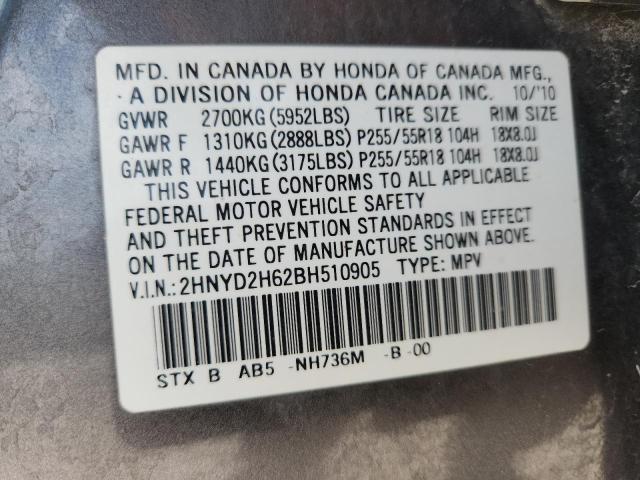 MFD. IN CANADA BY HONDA OF CANADA MFG.,
- A DIVISION OF HONDA CANADA INC. 10/'10
GVWR 2700KG (5952LBS) TIRE SIZE RIM SIZE
GAWR F 1310KG (2888LBS) P255/55R18 104H 18X8.0J
GAWR R 1440KG (3175LBS) P255/55R18 104H 18X8.0J
THIS VEHICLE CONFORMS TO ALL APPLICABLE
FEDERAL MOTOR VEHICLE SAFETY
AND THEFT PREVENTION STANDARDS IN EFFECT
ON THE DATE OF MANUFACTURE SHOWN ABOVE.
V.I.N.:2HNYD2H62BH510905 TYPE: MPV
STX B AB5 -NH736M -B -00